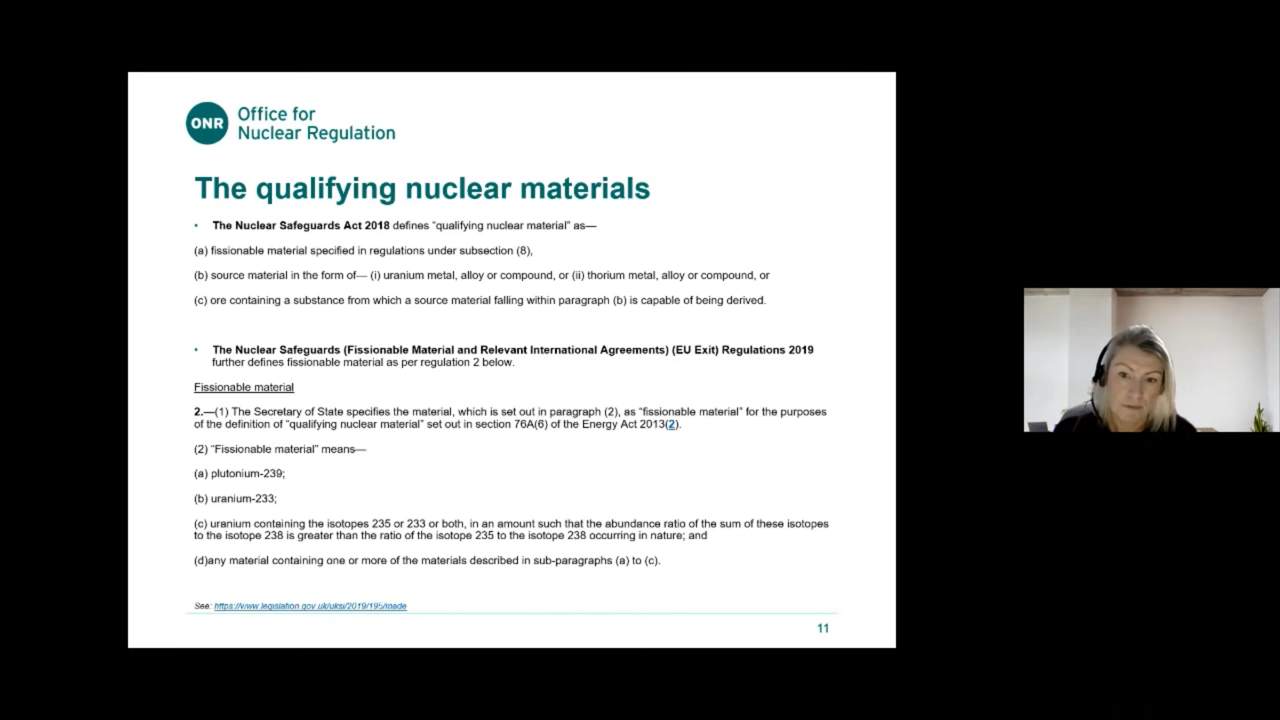 ONR
Office for
Nuclear Regulation
The qualifying nuclear materials
• The Nuclear Safeguards Act 2018 defines "qualifying nuclear material" as—
(a) fissionable material specified in regulations under subsection (8),
(b) source material in the form of— (i) uranium metal, alloy or compound, or (ii) thorium metal, alloy or compound, or
(c) ore containing a substance from which a source material falling within paragraph (b) is capable of being derived.
• The Nuclear Safeguards (Fissionable Material and Relevant International Agreements) (EU Exit) Regulations 2019
further defines fissionable material as per regulation 2 below.
Fissionable material
2.—(1) The Secretary of State specifies the material, which is set out in paragraph (2), as "fissionable material" for the purposes
of the definition of "qualifying nuclear material" set out in section 76A(6) of the Energy Act 2013(2).
(2) "Fissionable material" means—
(a) plutonium-239;
(b) uranium-233;
(c) uranium containing the isotopes 235 or 233 or both, in an amount such that the abundance ratio of the sum of these isotopes
to the isotope 238 is greater than the ratio of the isotope 235 to the isotope 238 occurring in nature; and
(d)any material containing one or more of the materials described in sub-paragraphs (a) to (c).
See: https://www.legislation.gov.uk/uksi/2019/195/made
11